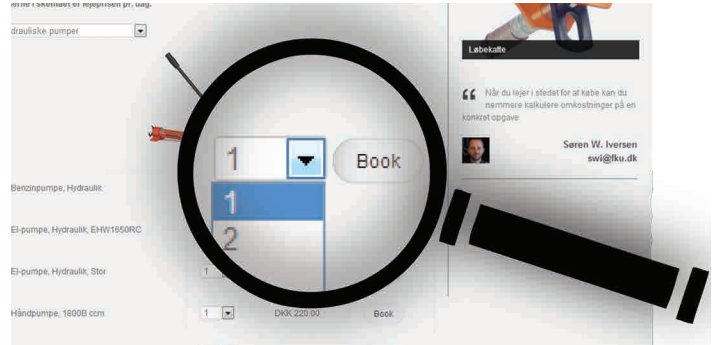 erne i skemaet er lejeprisen pr. dag.
drauliske pumper
Løbekatte
Når du lejer i stedet for at købe kan du
nemmere kalkulere omkostninger på en
konkret opgave
Søren W. Iversen
swi@fku.dk
1
Book
1
2
Benzinpumpe, Hydraulik
El-pumpe, Hydraulik, EHW1650RC
El-pumpe, Hydraulik, Stor
1
Håndpumpe, 1800B ccm
1
DKK 220.00
Book